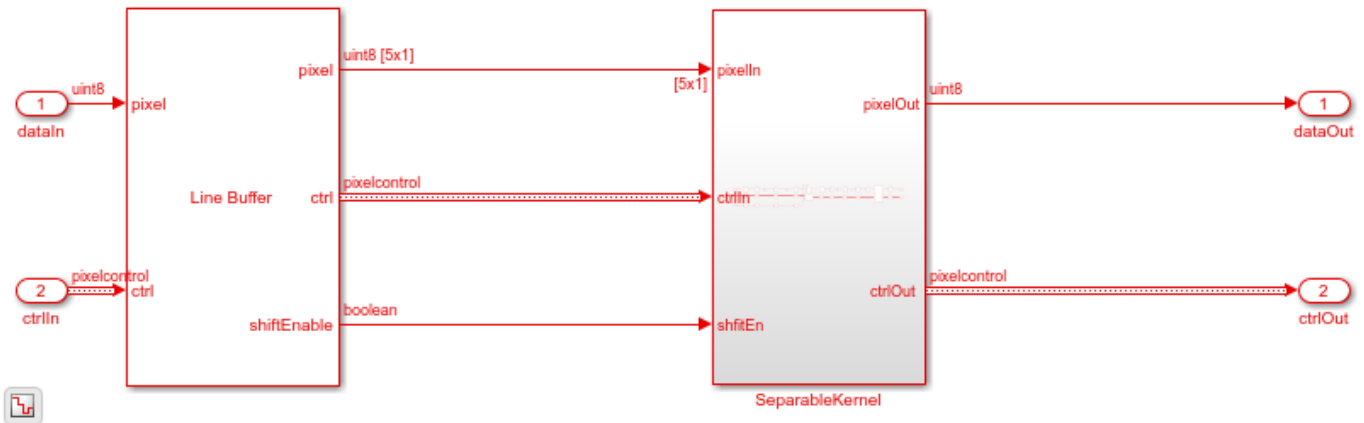 uint8 [5x1]
pixel
pixelIn
[5x1]
uint8
1
pixel
dataIn
pixelOut
uint8
1
dataOut
pixelcontrol
Line Buffer
ctrl
ctrlIn
pixelcontrol
2
ctrl
ctrlIn
ctrlOut
pixelcontrol
2
ctrlOut
boolean
shiftEnable
shfitEn
SeparableKernel